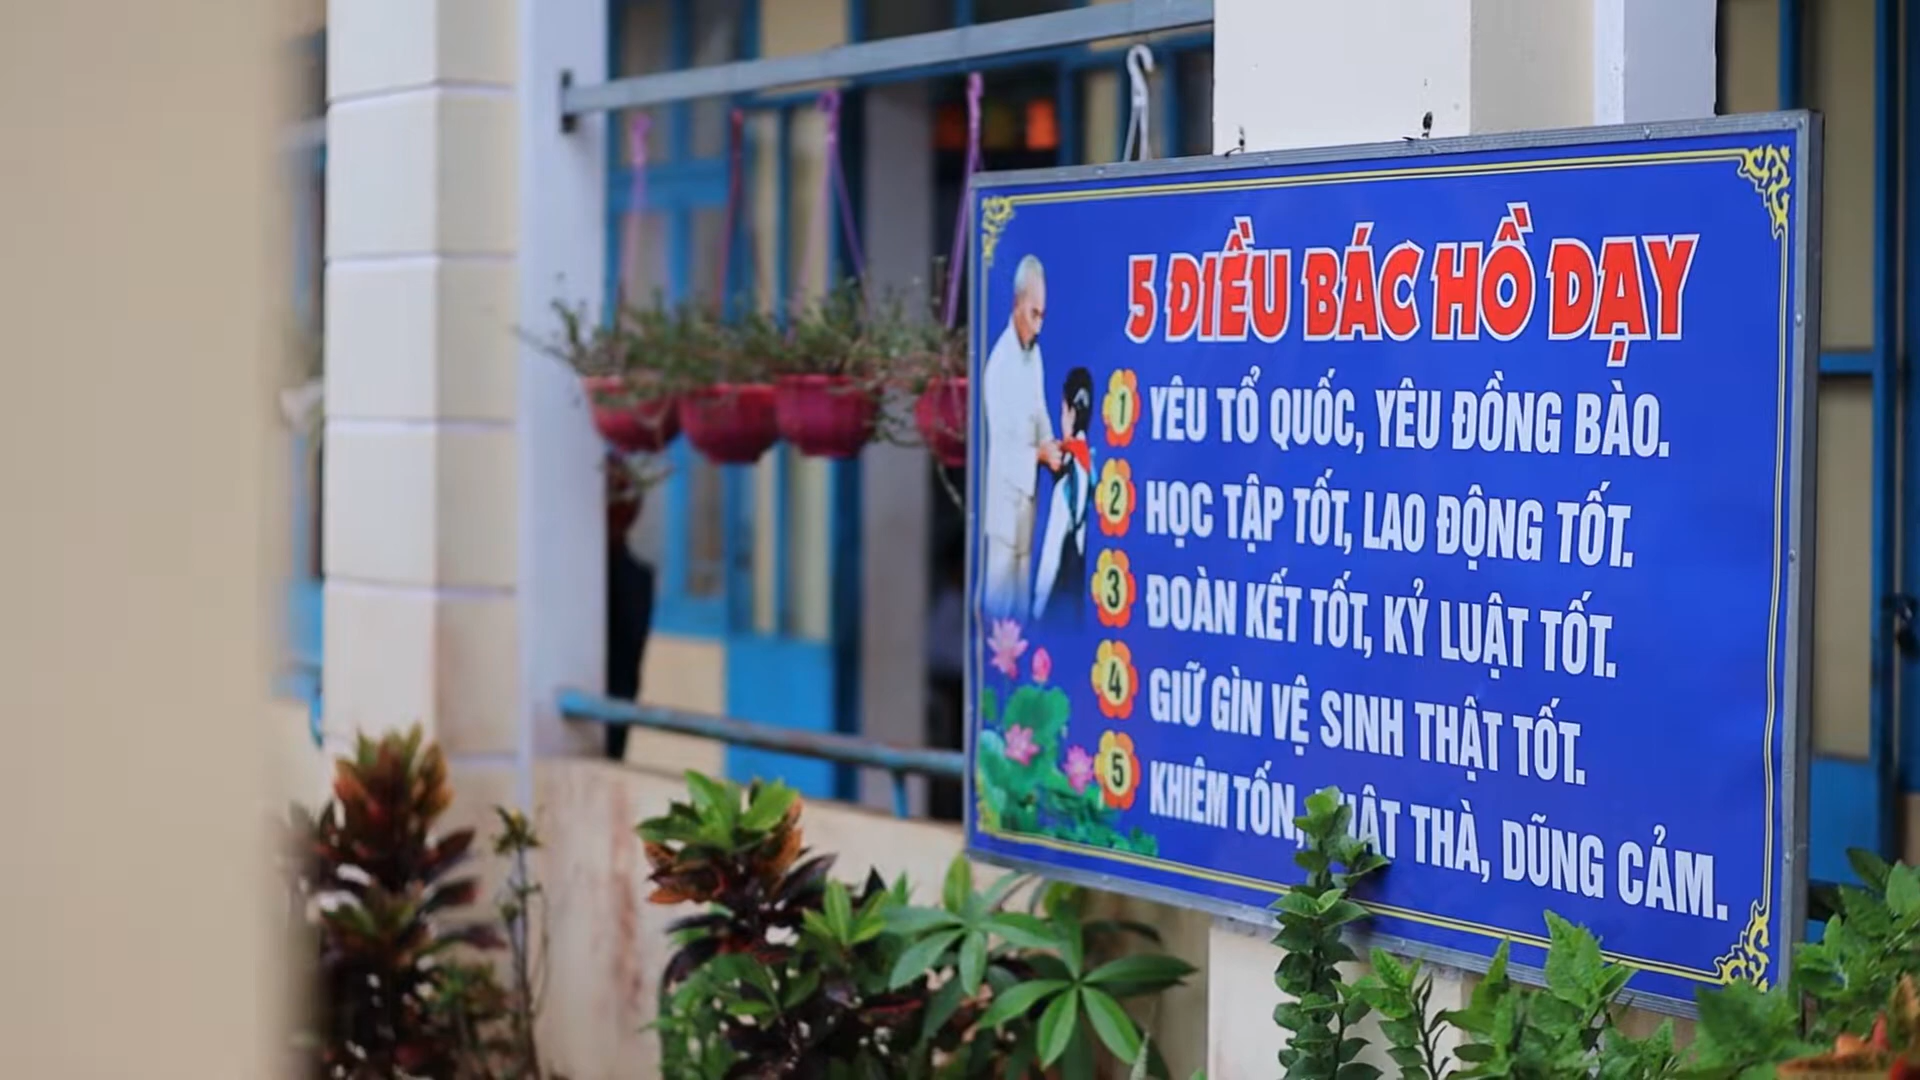 5 ĐIỀU BÁC HỒ DẠY
1 YÊU TỔ QUỐC, YÊU ĐỒNG BÀO.
2 HỌC TẬP TỐT, LAO ĐỘNG TỐT.
3 ĐOÀN KẾT TỐT, KỶ LUẬT TỐT.
4 GIỮ GÌN VỆ SINH THẬT TỐT.
5 KHIÊM TỐN, THẬT THÀ, DŨNG CẢM.